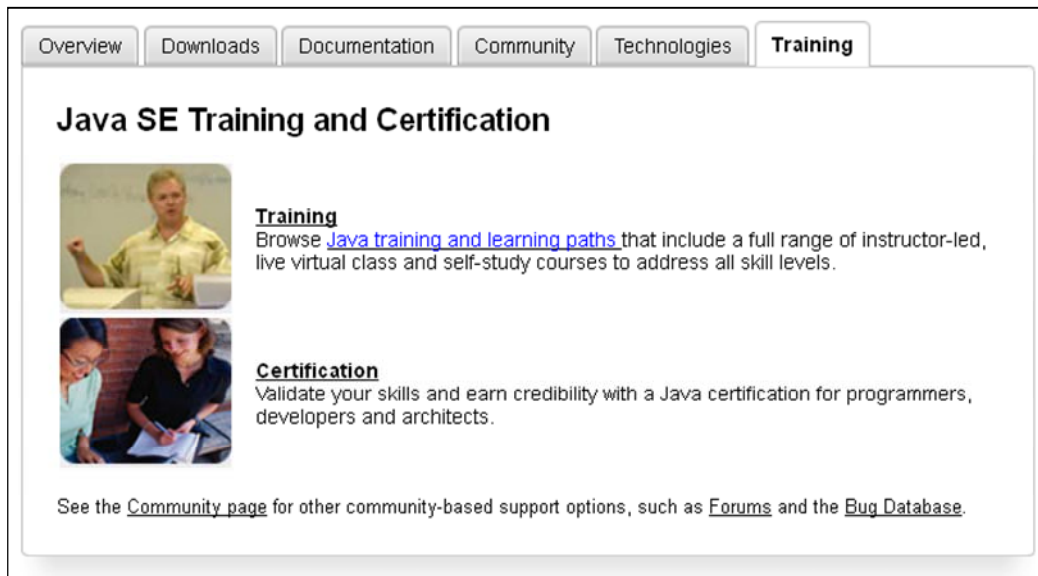 Overview Downloads Documentation Community Technologies Training
Java SE Training and Certification
Training
Browse Java training and learning paths that include a full range of instructor-led,
live virtual class and self-study courses to address all skill levels.
Certification
Validate your skills and earn credibility with a Java certification for programmers,
developers and architects.
See the Community page for other community-based support options, such as Forums and the Bug Database.